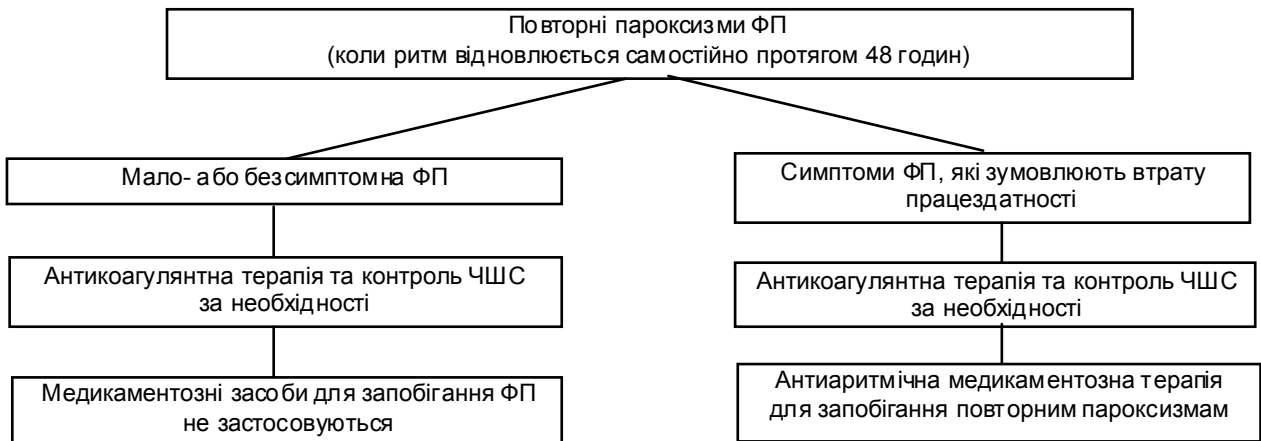 Повторні пароксизми ФП
(коли ритм відновлюється самостійно протягом 48 годин)
Мало- або безсимптомна ФП
Симптоми ФП, які зумовлюють втрату
працездатності
Антикоагулянтна терапія та контроль ЧШС
за необхідності
Антикоагулянтна терапія та контроль ЧШС
за необхідності
Медикаментозні засоби для запобігання ФП
не застосовуються
Антиаритмічна медикаментозна терапія
для запобігання повторним пароксизмам